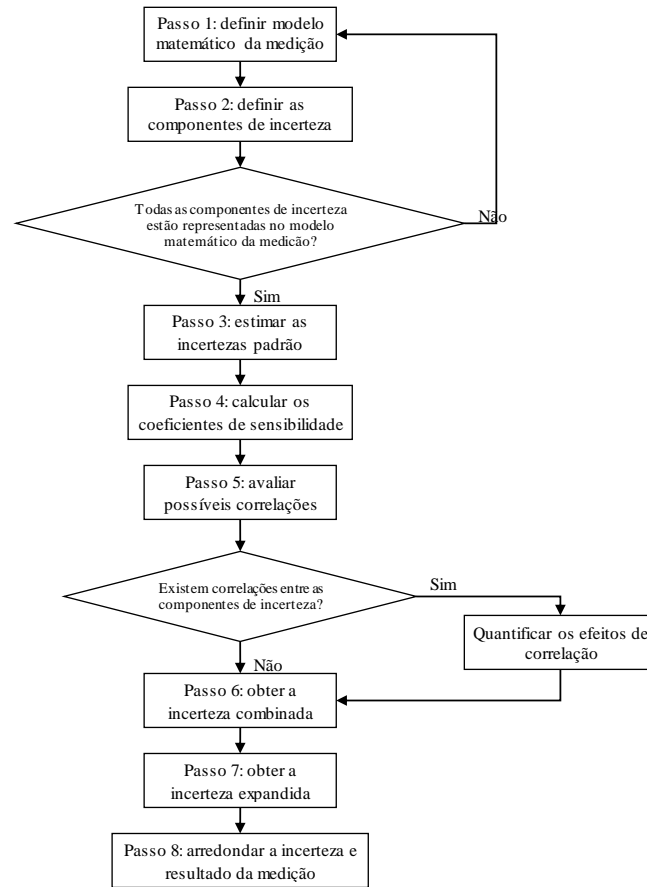 Passo 1: definir modelo
matemático da medição
Passo 2: definir as
componentes de incerteza
Todas as componentes de incerteza
estão representadas no modelo
matemático da medicão?
Não
Sim
Passo 3: estimar as
incertezas padrão
Passo 4: calcular os
coeficientes de sensibilidade
Passo 5: avaliar
possíveis correlações
Existem correlações entre as
componentes de incerteza?
Sim
Quantificar os efeitos de
correlação
Não
Passo 6: obter a
incerteza combinada
Passo 7: obter a
incerteza expandida
Passo 8: arredondar a incerteza e
resultado da medição